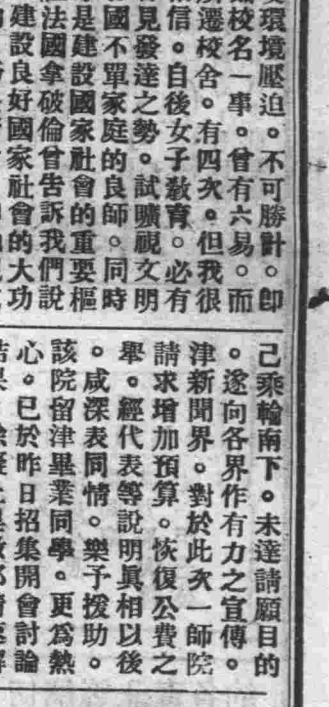 環境壓迫。不可勝計。卽
校名一事。曾有六易。而
遷校舍。有四次。但我很
信。自後女子敎育。必有
見發達之勢。試曠視文明
國不單家庭的良師。同時
是建設國家社會的重要樞
法國拿破倫曾吿訴我們說
建設良好國家社會的大功
己乘輪南下。未達請願目的
。遂向各界作有力之宣傳。
津新聞界。對於此次一師院
請求增加預算。恢復公費之
舉。經代表等說明眞相以後
。咸深表同情。樂予援助。
該院留津畢業同學。更爲熱
心。已於昨日招集開會討論